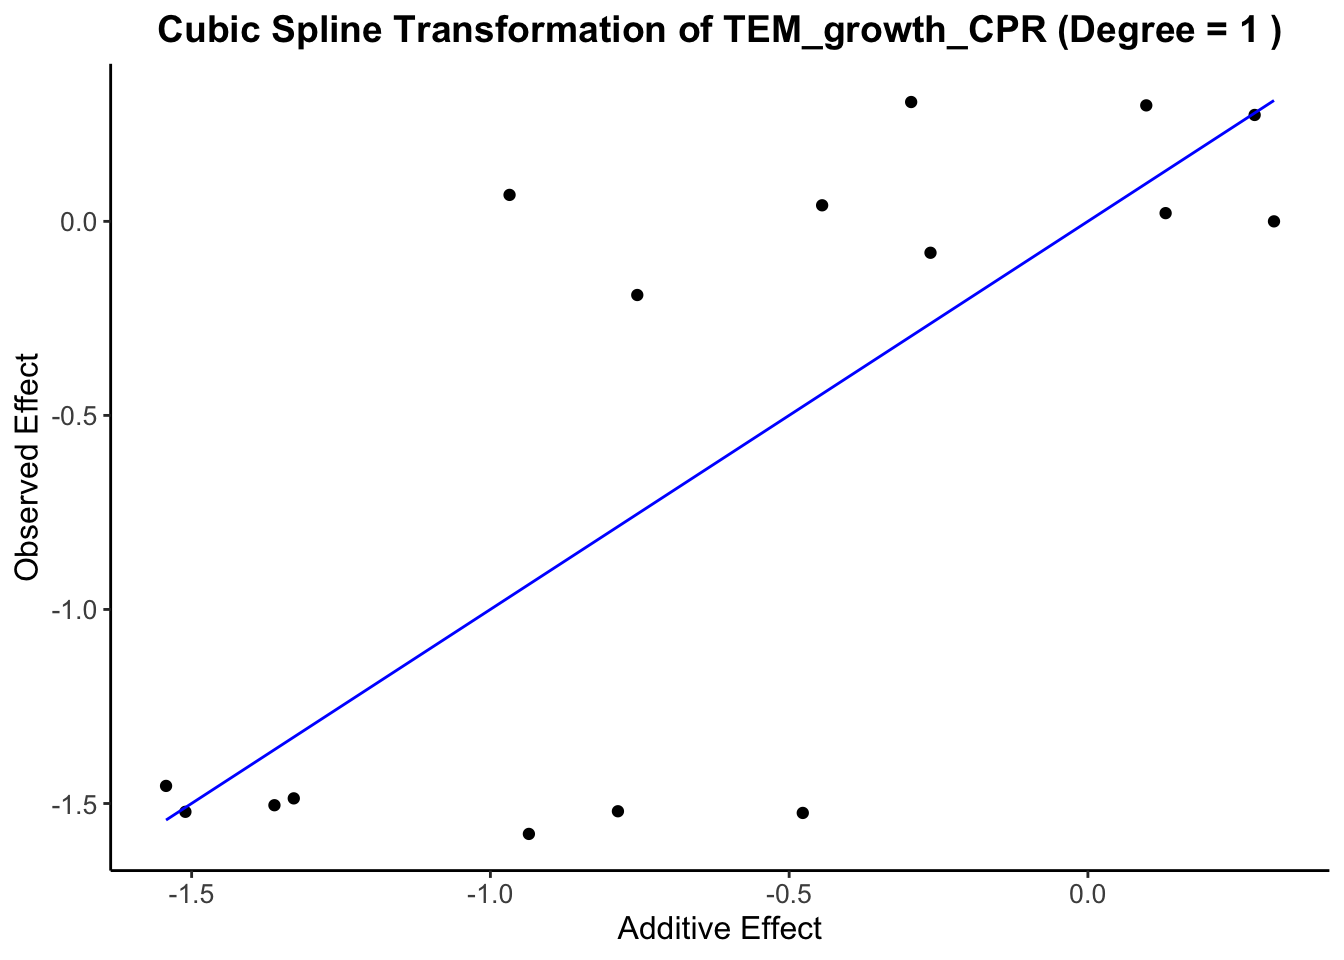 Cubic Spline Transformation of TEM_growth_CPR (Degree = 1 )
0.0
-0.5
-1.0
-1.5
Observed Effect
-1.5 -1.0 -0.5 0.0
Additive Effect